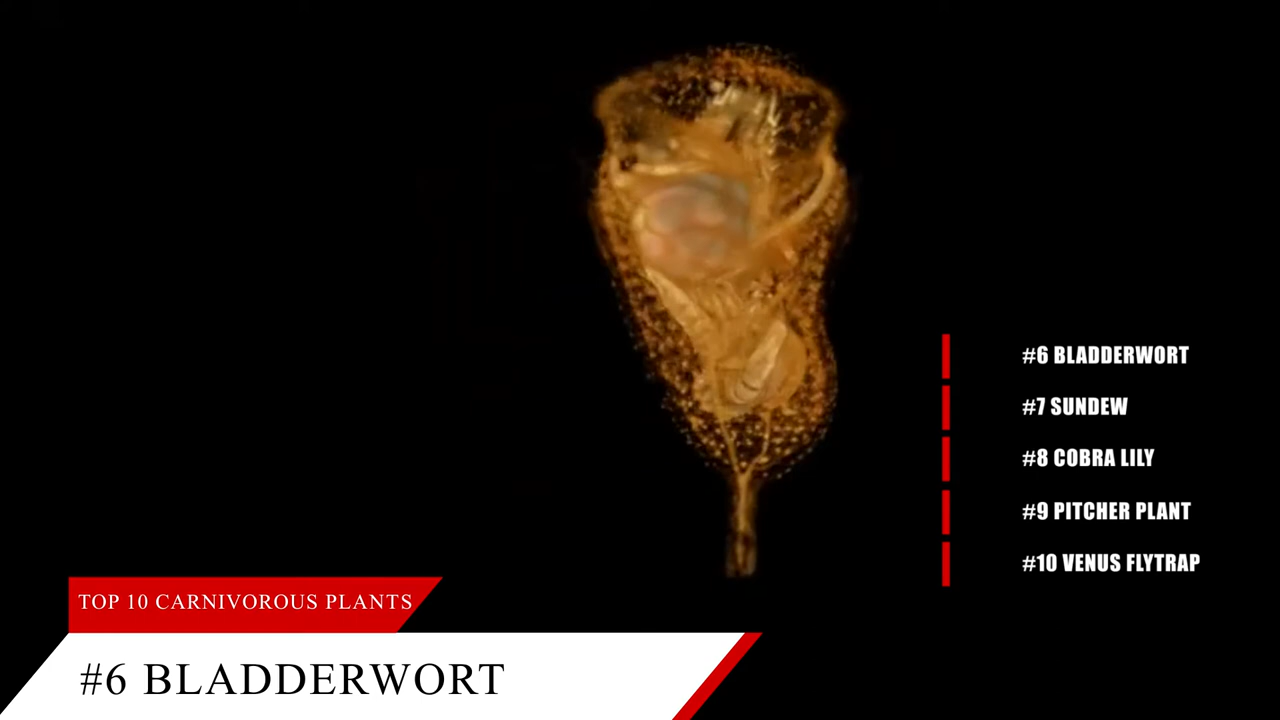 #6 BLADDERWORT
#7 SUNDEW
#8 COBRA LILY
#9 PITCHER PLANT
#10 VENUS FLYTRAP
TOP 10 CARNIVOROUS PLANTS
#6 BLADDERWORT